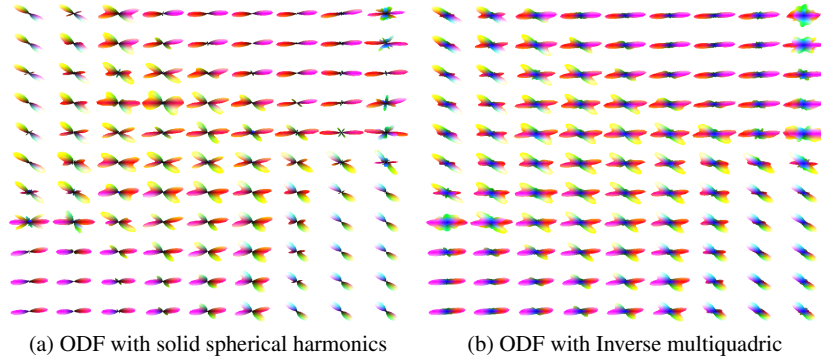 (a) ODF with solid spherical harmonics
(b) ODF with Inverse multiquadric